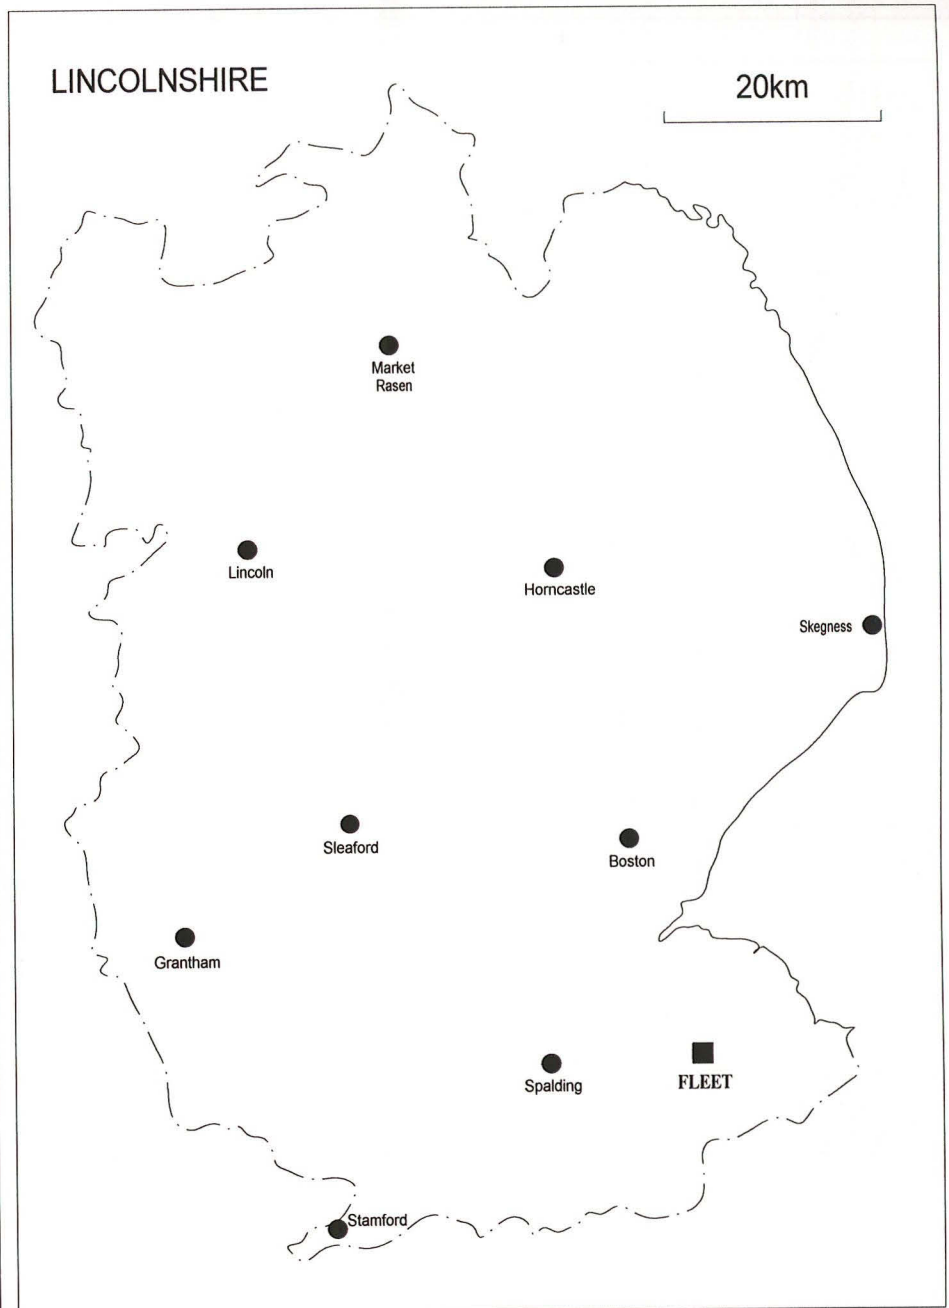 LINCOLNSHIRE
20km
Market
Rasen
Lincoln
Horncastle
Skegness
Sleaford
Boston
Grantham
Spalding
FLEET
Stamford